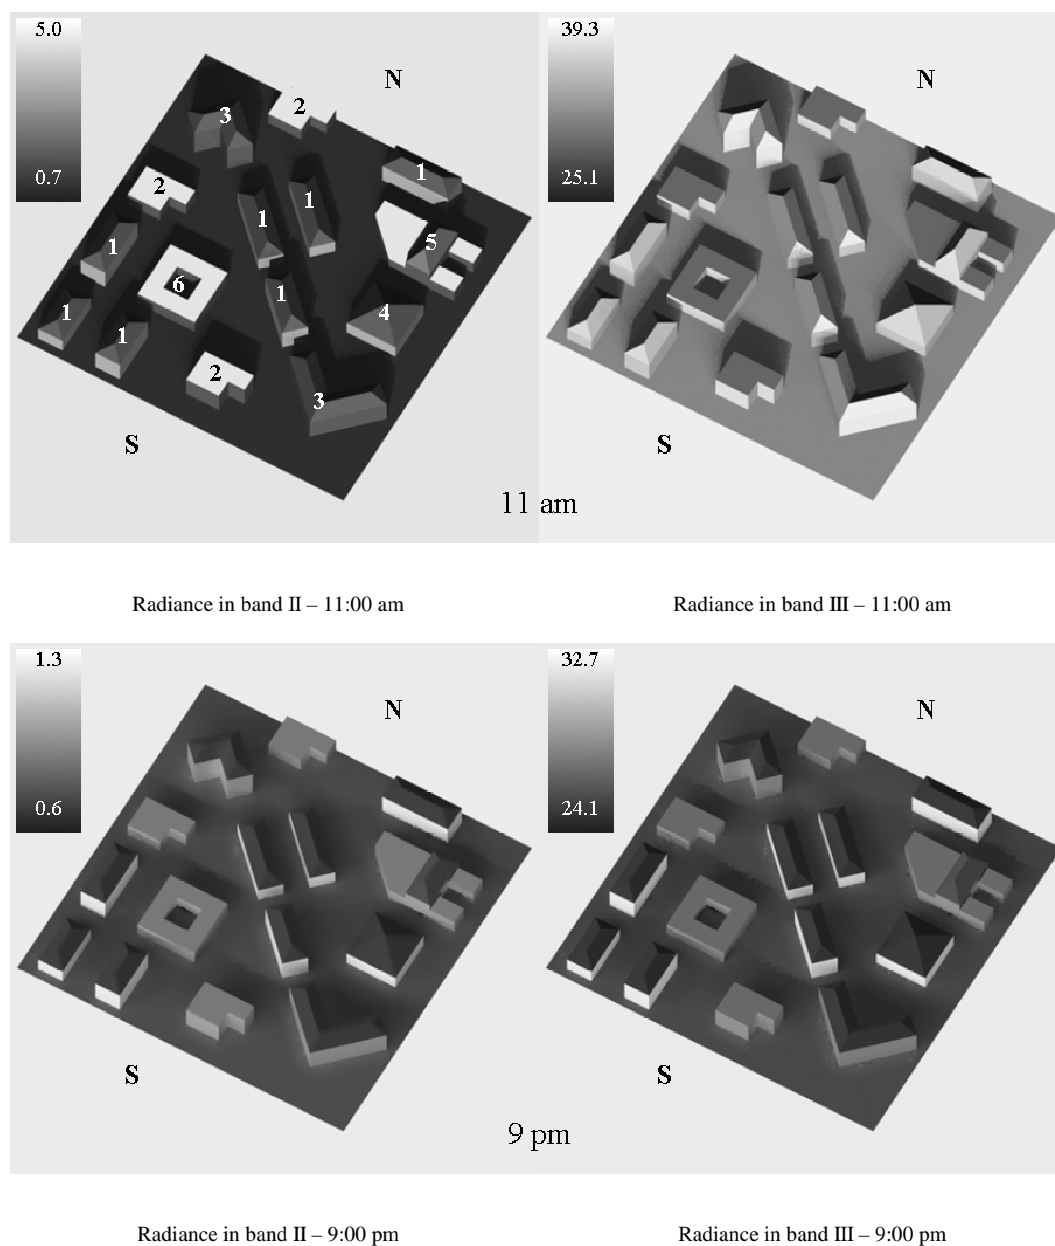 5.0
39.3
N
N
2
3
0.7
25.1
1
2
1
1
1
5
6
1
1
4
1
2
3
S
S
11 am
Radiance in band II – 11:00 am
Radiance in band III – 11:00 am
1.3
32.7
N
N
0.6
24.1
S
S
9 pm
Radiance in band II – 9:00 pm
Radiance in band III – 9:00 pm